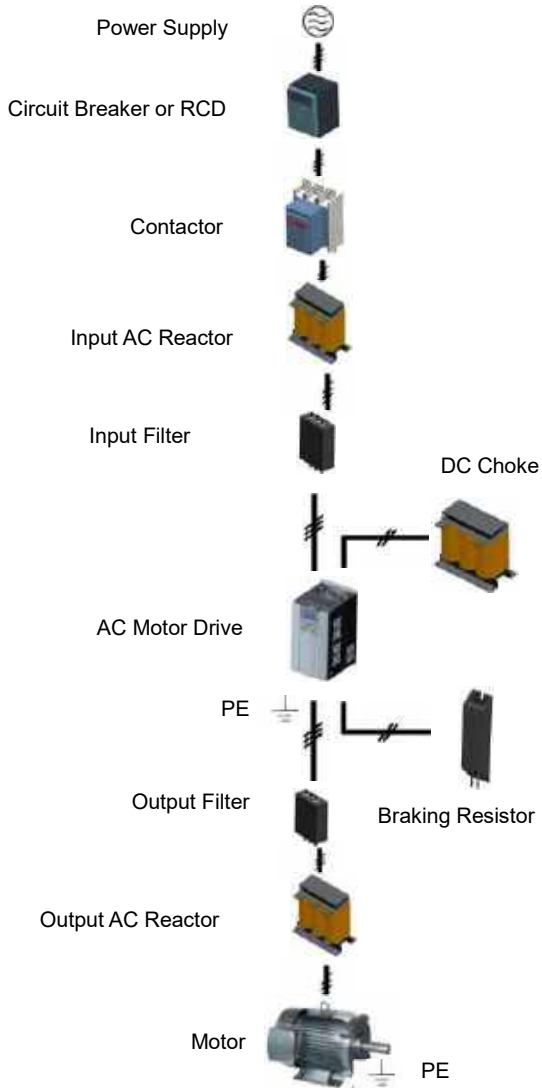 Power Supply
Circuit Breaker or RCD
Contactor
Input AC Reactor
Input Filter
DC Choke
AC Motor Drive
PE
Output Filter
Braking Resistor
Output AC Reactor
Motor
PE